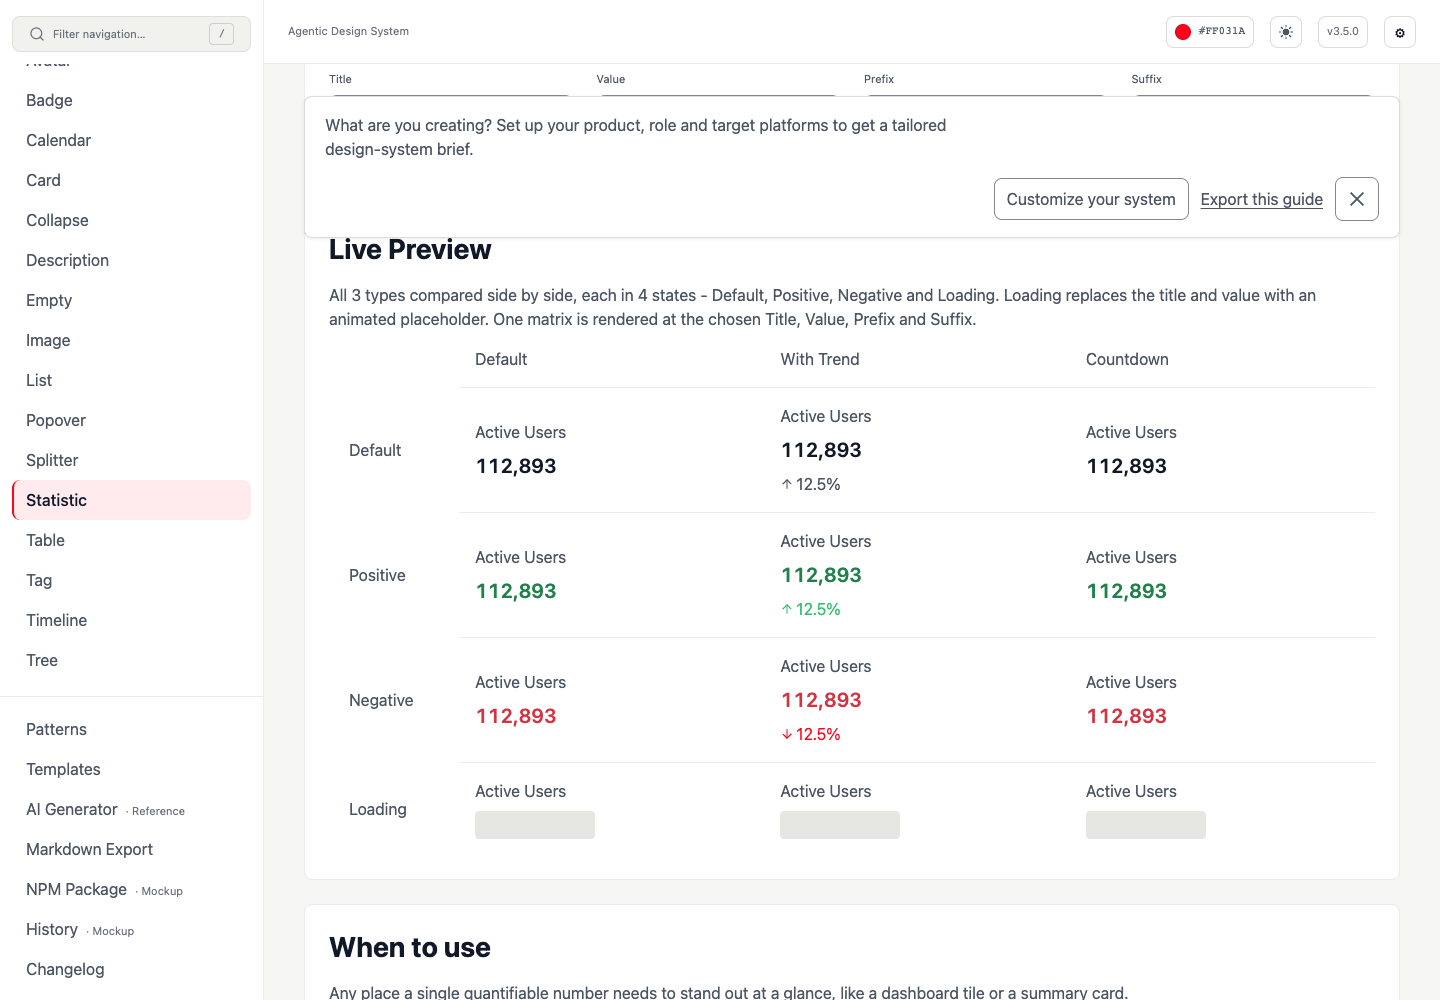 Filter navigation...
/
Agentic Design System
#FF031A
v3.5.0
Avatar
Badge
Calendar
Card
Collapse
Description
Empty
Image
List
Popover
Splitter
Statistic
Table
Tag
Timeline
Tree
Patterns
Templates
AI Generator · Reference
Markdown Export
NPM Package · Mockup
History · Mockup
Changelog
Title Value Prefix Suffix
What are you creating? Set up your product, role and target platforms to get a tailored
design-system brief.
Customize your system Export this guide
Live Preview
All 3 types compared side by side, each in 4 states - Default, Positive, Negative and Loading. Loading replaces the title and value with an
animated placeholder. One matrix is rendered at the chosen Title, Value, Prefix and Suffix.
Default With Trend Countdown
Default
Active Users
112,893
Active Users
112,893
↑ 12.5%
Active Users
112,893
Positive
Active Users
112,893
Active Users
112,893
↑ 12.5%
Active Users
112,893
Negative
Active Users
112,893
Active Users
112,893
↓ 12.5%
Active Users
112,893
Loading
Active Users
Active Users
Active Users
When to use
Any place a single quantifiable number needs to stand out at a glance, like a dashboard tile or a summary card.